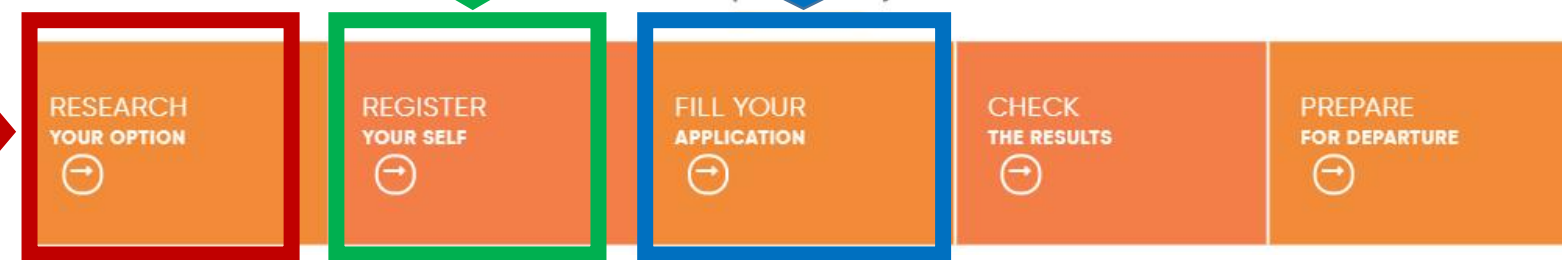 RESEARCH
YOUR OPTION
REGISTER
YOUR SELF
FILL YOUR
APPLICATION
CHECK
THE RESULTS
PREPARE
FOR DEPARTURE